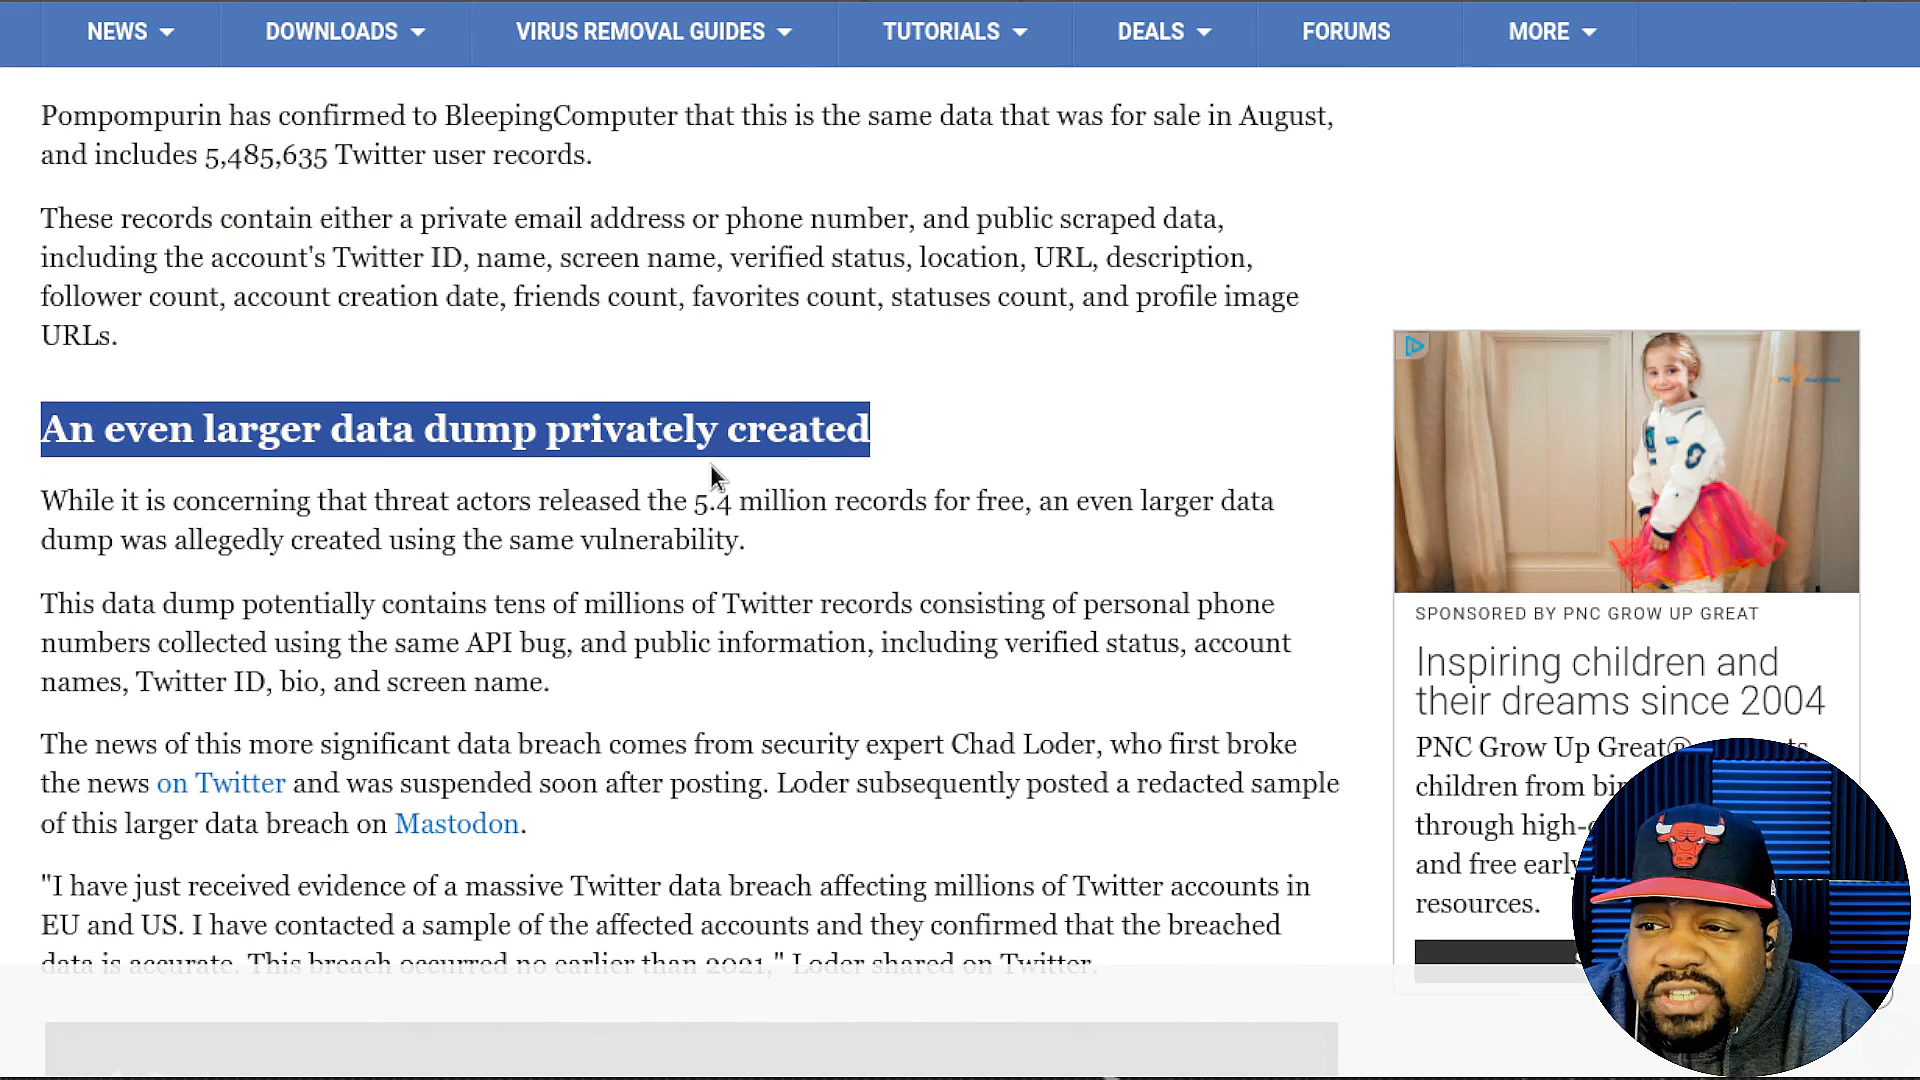 NEWS DOWNLOADS VIRUS REMOVAL GUIDES TUTORIALS DEALS FORUMS MORE
Pompompurin has confirmed to BleepingComputer that this is the same data that was for sale in August,
and includes 5,485,635 Twitter user records.
These records contain either a private email address or phone number, and public scraped data,
including the account's Twitter ID, name, screen name, verified status, location, URL, description,
follower count, account creation date, friends count, favorites count, statuses count, and profile image
URLs.
An even larger data dump privately created
While it is concerning that threat actors released the 5.4 million records for free, an even larger data
dump was allegedly created using the same vulnerability.
This data dump potentially contains tens of millions of Twitter records consisting of personal phone
numbers collected using the same API bug, and public information, including verified status, account
names, Twitter ID, bio, and screen name.
The news of this more significant data breach comes from security expert Chad Loder, who first broke
the news on Twitter and was suspended soon after posting. Loder subsequently posted a redacted sample
of this larger data breach on Mastodon.
"I have just received evidence of a massive Twitter data breach affecting millions of Twitter accounts in
EU and US. I have contacted a sample of the affected accounts and they confirmed that the breached
data is accurate. This breach occurred no earlier than 2021," Loder shared on Twitter.
SPONSORED BY PNC GROW UP GREAT
Inspiring children and
their dreams since 2004
PNC Grow Up Great®
children from
through
and free
resources.